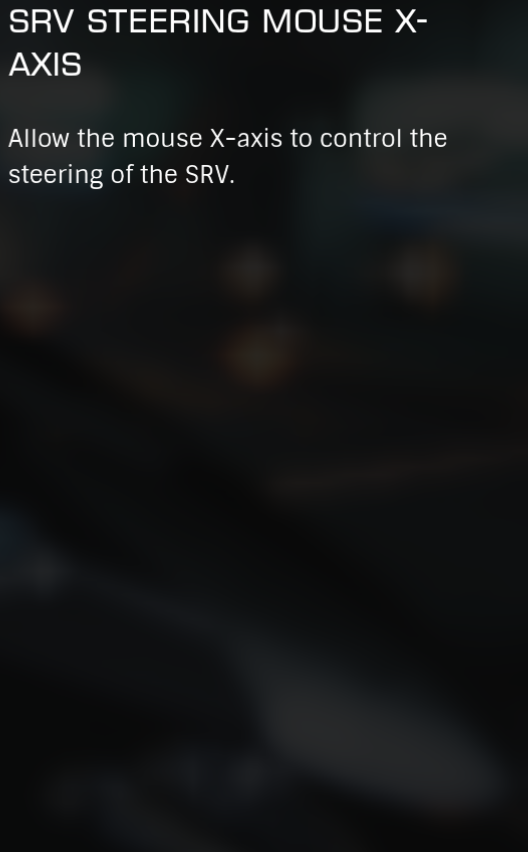 SRV STEERING MOUSE X-
AXIS
Allow the mouse X-axis to control the
steering of the SRV.